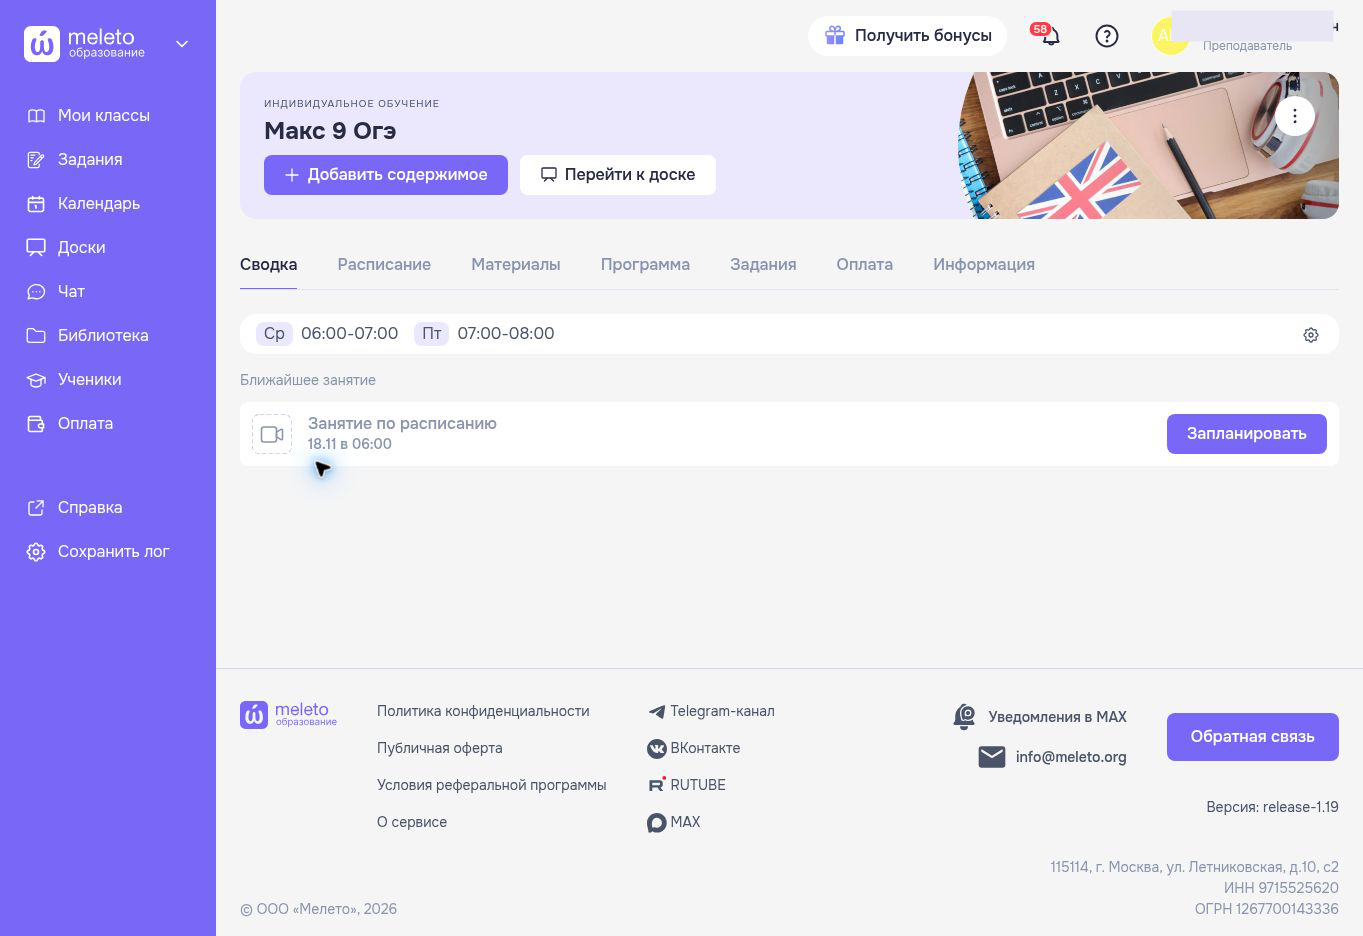 meleto
образование
Мои классы
Задания
Календарь
Доски
Чат
Библиотека
Ученики
Оплата
Справка
Сохранить лог
Получить бонусы
58
Преподаватель
ИНДИВИДУАЛЬНОЕ ОБУЧЕНИЕ
Макс 9 Огэ
Добавить содержимое
Перейти к доске
Сводка Расписание Материалы Программа Задания Оплата Информация
Ср 06:00-07:00 Пт 07:00-08:00
Ближайшее занятие
Занятие по расписанию
18.11 в 06:00
Запланировать
meleto
образование
Политика конфиденциальности
Публичная оферта
Условия реферальной программы
О сервисе
Telegram-канал
ВКонтакте
RUTUBE
MAX
Уведомления в MAX
info@meleto.org
Обратная связь
Версия: release-1.19
115114, г. Москва, ул. Летниковская, д.10, с2
ИНН 9715525620
ОГРН 1267700143336
© ООО «Мелето», 2026